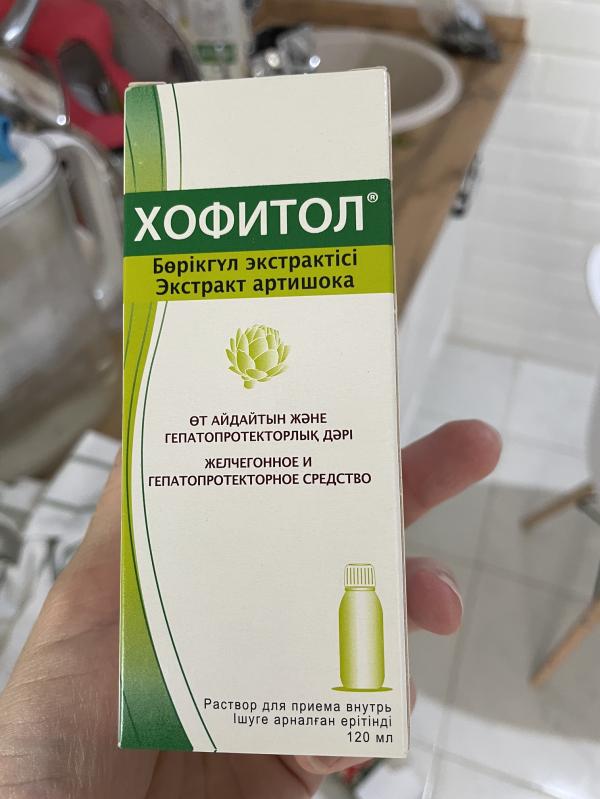 ХОФИТОЛ®
Бөрікгүл экстрактісі
Экстракт артишока
ӨТ АЙДАЙТЫН ЖӘНЕ
ГЕПАТОПРОТЕКТОРЛЫҚ ДӘРІ
ЖЕЛЧЕГОННОЕ И
ГЕПАТОПРОТЕКТОРНОЕ СРЕДСТВО
Раствор для приема внутрь
Ішуге арналған ерітінді
120 мл